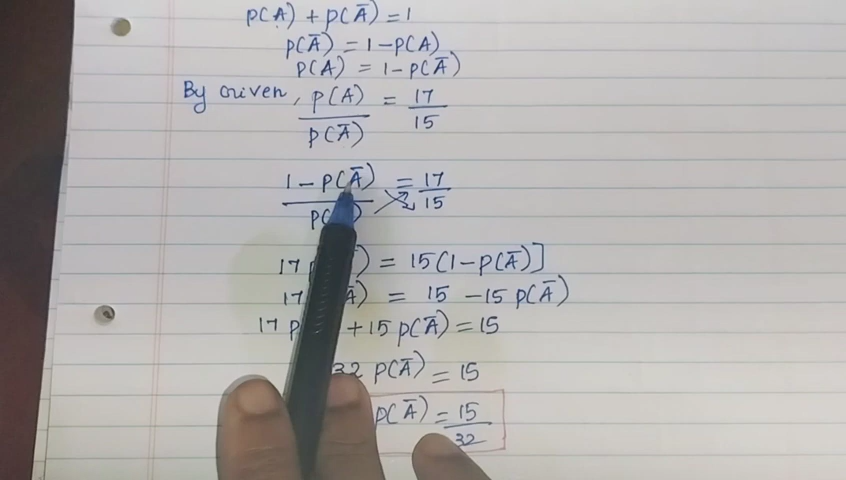 P(A) + P(Ā) = 1
P(Ā) = 1 - P(A)
P(A) = 1 - P(Ā)
By Given, P(A) / P(Ā) = 17 / 15
1 - P(Ā) / P( ) = 17 / 15
17 P( ) = 15(1 - P(Ā)]
17 Ā) = 15 - 15 P(Ā)
17 P + 15 P(Ā) = 15
32 P(Ā) = 15
P(Ā) = 15 / 32